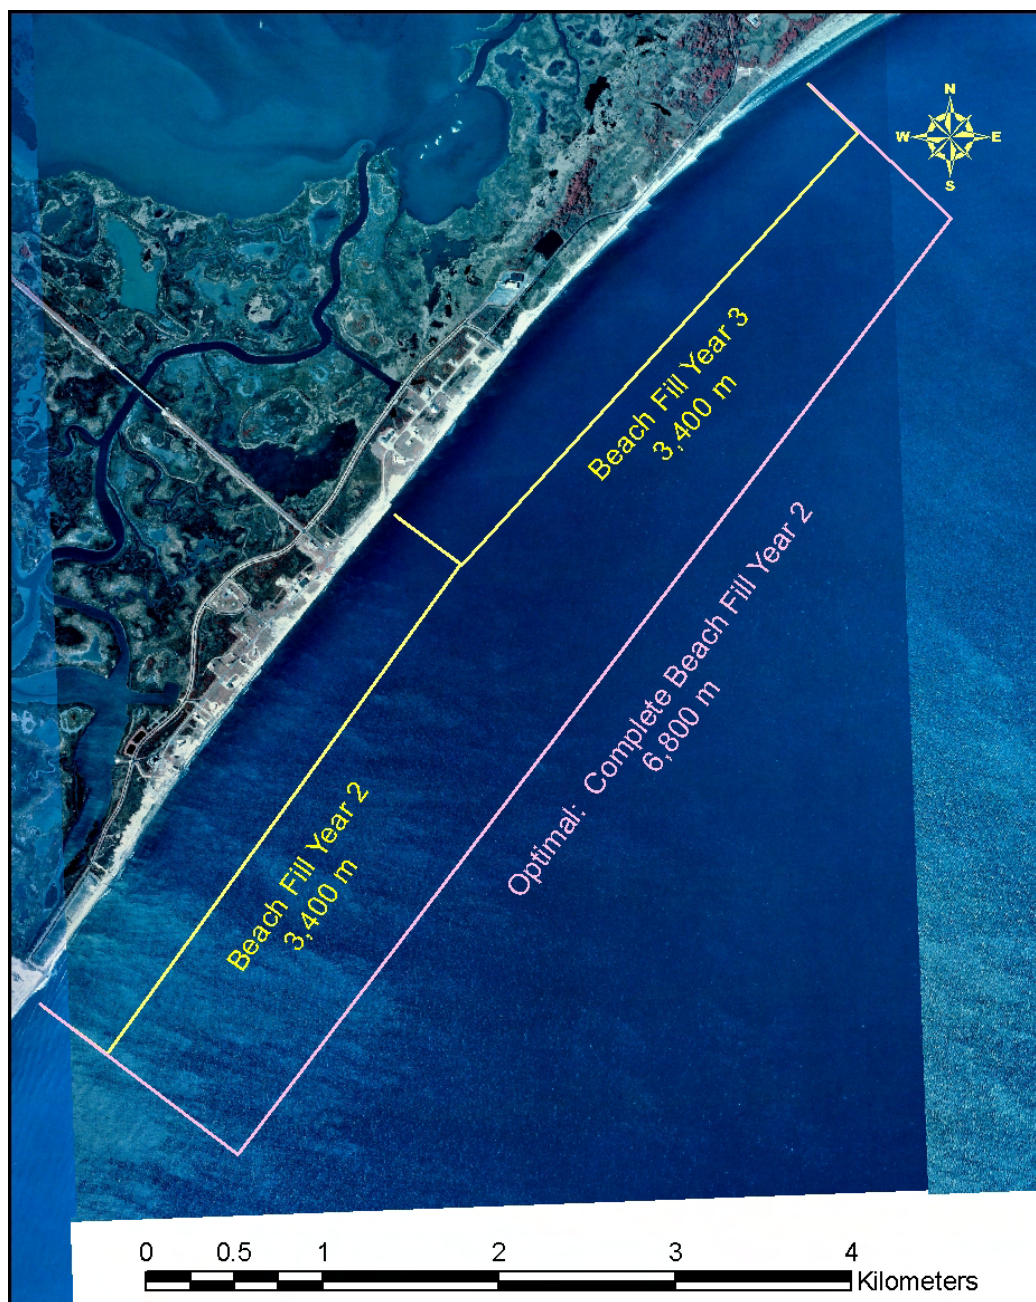 N
W E
S
Beach Fill Year 3
3,400 m
Optimal: Complete Beach Fill Year 2
6,800 m
Beach Fill Year 2
3,400 m
0 0.5 1 2 3 4
Kilometers